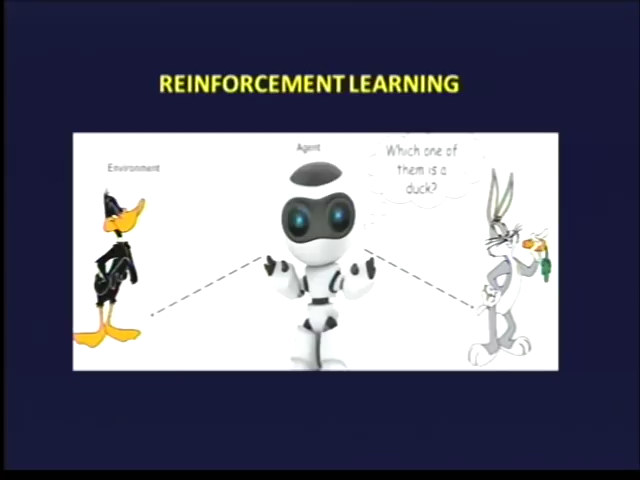 REINFORCEMENT LEARNING
Environment
Agent
Which one of
them is a
duck?